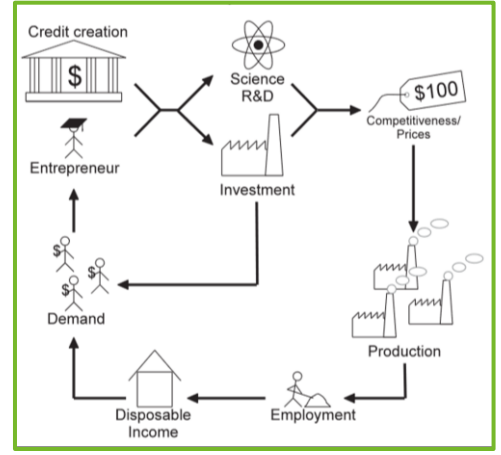 Credit creation
$
Science
R&D
$100
Competitiveness/
Prices
Entrepreneur
Investment
$
$
$
Demand
Production
Disposable
Income
Employment